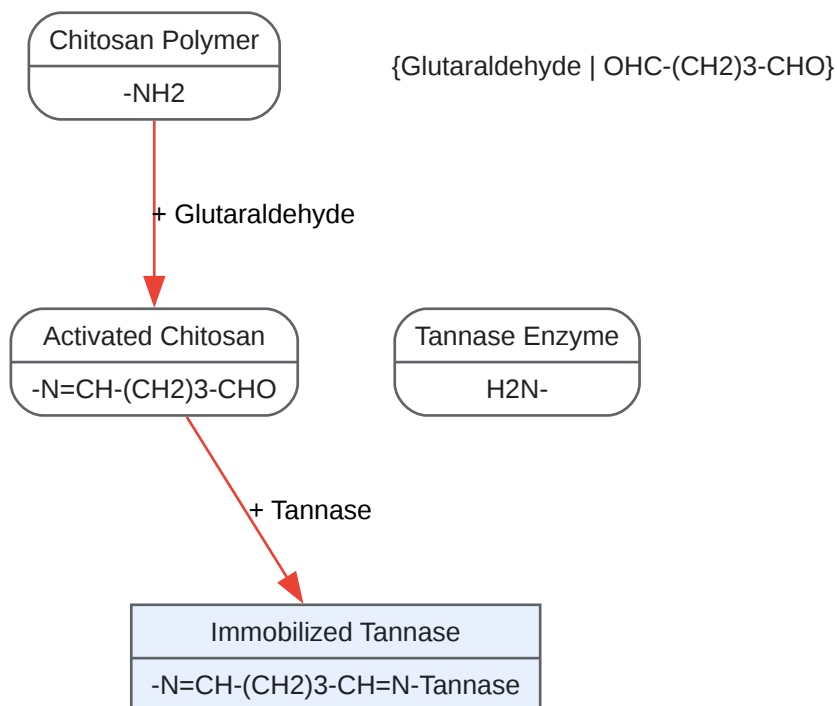 Chitosan Polymer
-NH2
{Glutaraldehyde | OHC-(CH2)3-CHO}
+ Glutaraldehyde
Activated Chitosan
-N=CH-(CH2)3-CHO
Tannase Enzyme
H2N-
+ Tannase
Immobilized Tannase
-N=CH-(CH2)3-CH=N-Tannase